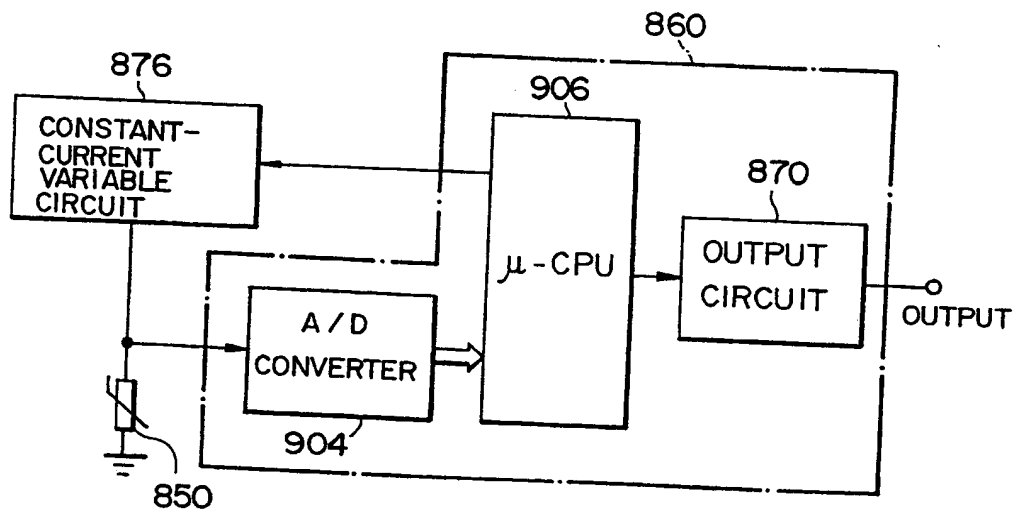 860
876
906
CONSTANT-
CURRENT
VARIABLE
CIRCUIT
870
μ-CPU
OUTPUT
CIRCUIT
OUTPUT
A/D
CONVERTER
904
850